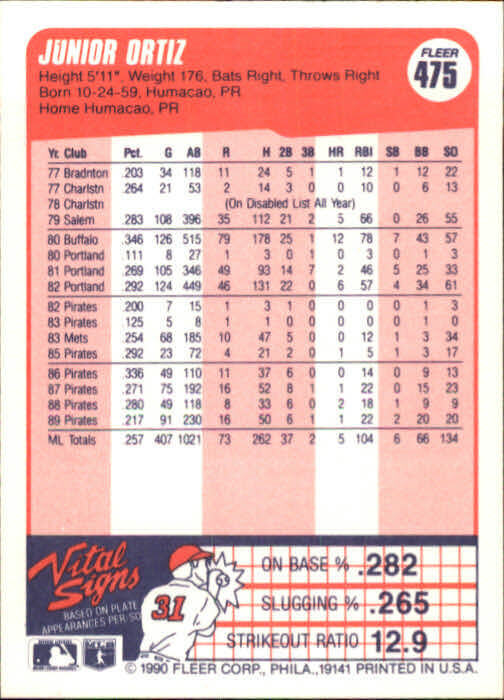 JUNIOR ORTIZ
FLEER
475
Height 5'11", Weight 176, Bats Right, Throws Right
Born 10-24-59, Humacao, PR
Home Humacao, PR
Yr. Club Pct. G AB R H 2B 3B HR RBI SB BB SO
77 Bradnton .203 34 118 11 24 5 1 1 12 1 12 22
77 Charlstn .264 21 53 2 14 3 0 0 10 0 6 13
78 Charlstn (On Disabled List All Year)
79 Salem .283 108 396 35 112 21 2 5 66 0 26 55
80 Buffalo .346 126 515 79 178 25 1 12 78 7 43 57
80 Portland .111 8 27 1 3 0 1 0 3 0 1 3
81 Portland .269 105 346 49 93 14 7 2 46 5 25 33
82 Portland .292 124 449 46 131 22 0 6 57 4 34 61
82 Pirates .200 7 15 1 3 1 0 0 0 0 1 3
83 Pirates .125 5 8 1 1 0 0 0 0 0 1 0
83 Mets .254 68 185 10 47 5 0 0 12 1 3 34
85 Pirates .292 23 72 4 21 2 0 1 5 1 3 17
86 Pirates .336 49 110 11 37 6 0 0 14 0 9 13
87 Pirates .271 75 192 16 52 8 1 1 22 0 15 23
88 Pirates .280 49 118 8 33 6 0 2 18 1 9 9
89 Pirates .217 91 230 16 50 6 1 1 22 2 20 20
ML Totals .257 407 1021 73 262 37 2 5 104 6 66 134
Vital Signs
BASED ON PLATE
APPEARANCES PER SO
31
ON BASE % .282
SLUGGING % .265
STRIKEOUT RATIO 12.9
© 1990 FLEER CORP., PHILA., 19141 PRINTED IN U.S.A.